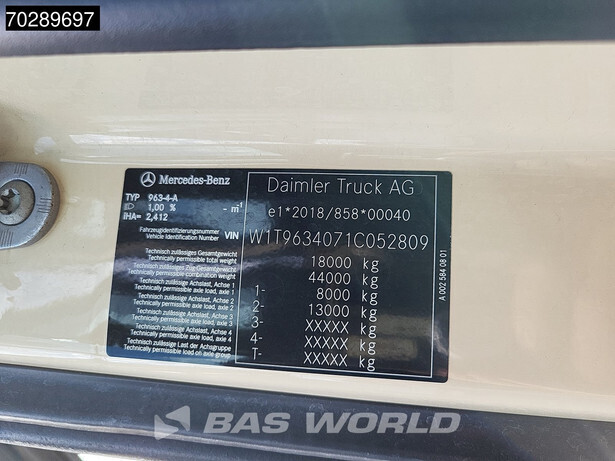 70289697
Mercedes-Benz
Daimler Truck AG
TYP 963-4-A
1,00 % - m⁻¹
iHA= 2,412
e1*2018/858*00040
Fahrzeugidentifizierungsnummer
Vehicle Identification Number VIN W1T9634071C052809
Technisch zulässiges Gesamtgewicht
Technically permissible total weight 18000 kg
Technisch zulässiges Gesamtzuggewicht
Technically permissible combination weight 44000 kg
Technisch zulässige Achslast, Achse 1
Technically permissible axle load, axle 1 1- 8000 kg
Technisch zulässige Achslast, Achse 2
Technically permissible axle load, axle 2 2- 13000 kg
Technisch zulässige Achslast, Achse 3
Technically permissible axle load, axle 3 3- XXXXX kg
Technisch zulässige Achslast, Achse 4
Technically permissible axle load, axle 4 4- XXXXX kg
Technisch zulässige Last der Achsgruppe
Technically permissible axle load of group T- XXXXX kg
A 002 584 08 01
BAS WORLD